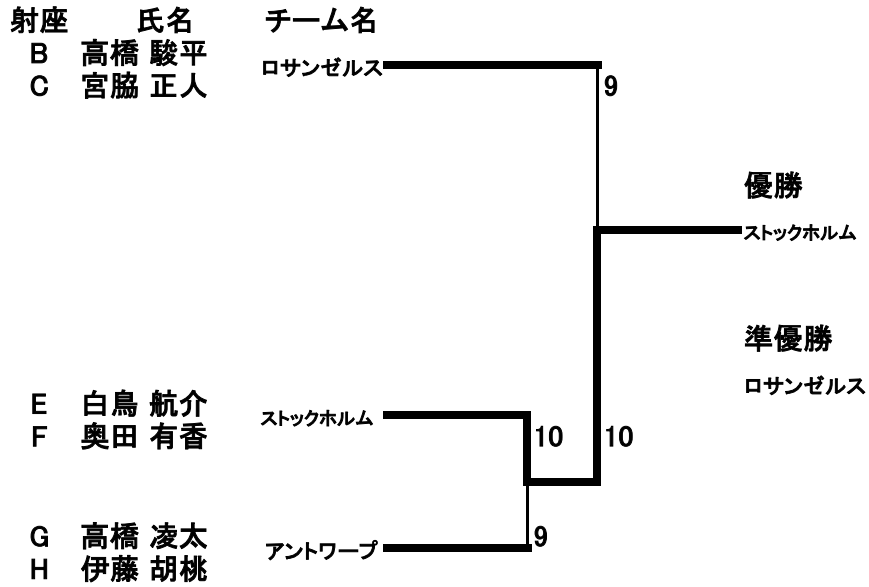 射座 氏名 チーム名
B 高橋 駿平
C 宮脇 正人
ロサンゼルス
9
優勝
ストックホルム
準優勝
ロサンゼルス
E 白鳥 航介
F 奥田 有香
ストックホルム
10
10
G 高橋 凌太
H 伊藤 胡桃
アントワープ
9